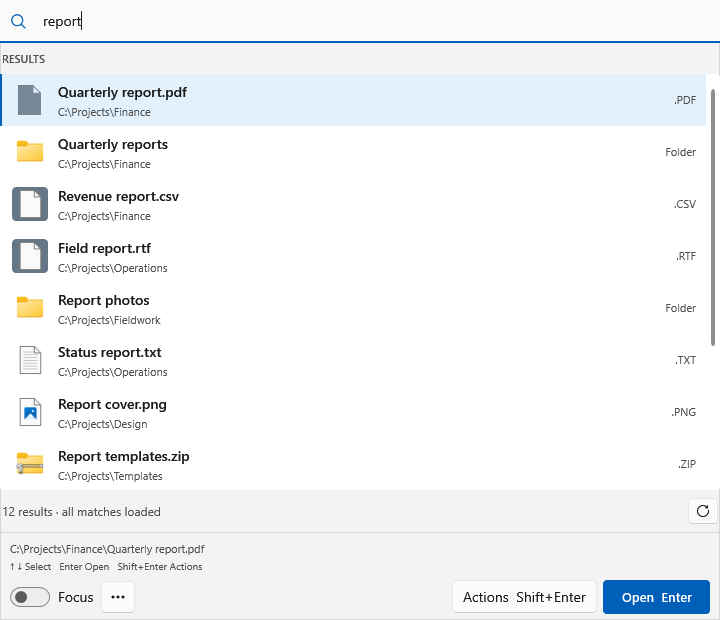 report
RESULTS
Quarterly report.pdf
C:\Projects\Finance
.PDF
Quarterly reports
C:\Projects\Finance
Folder
Revenue report.csv
C:\Projects\Finance
.CSV
Field report.rtf
C:\Projects\Operations
.RTF
Report photos
C:\Projects\Fieldwork
Folder
Status report.txt
C:\Projects\Operations
.TXT
Report cover.png
C:\Projects\Design
.PNG
Report templates.zip
C:\Projects\Templates
.ZIP
12 results · all matches loaded
C:\Projects\Finance\Quarterly report.pdf
↑↓ Select Enter Open Shift+Enter Actions
Focus ··· Actions Shift+Enter Open Enter